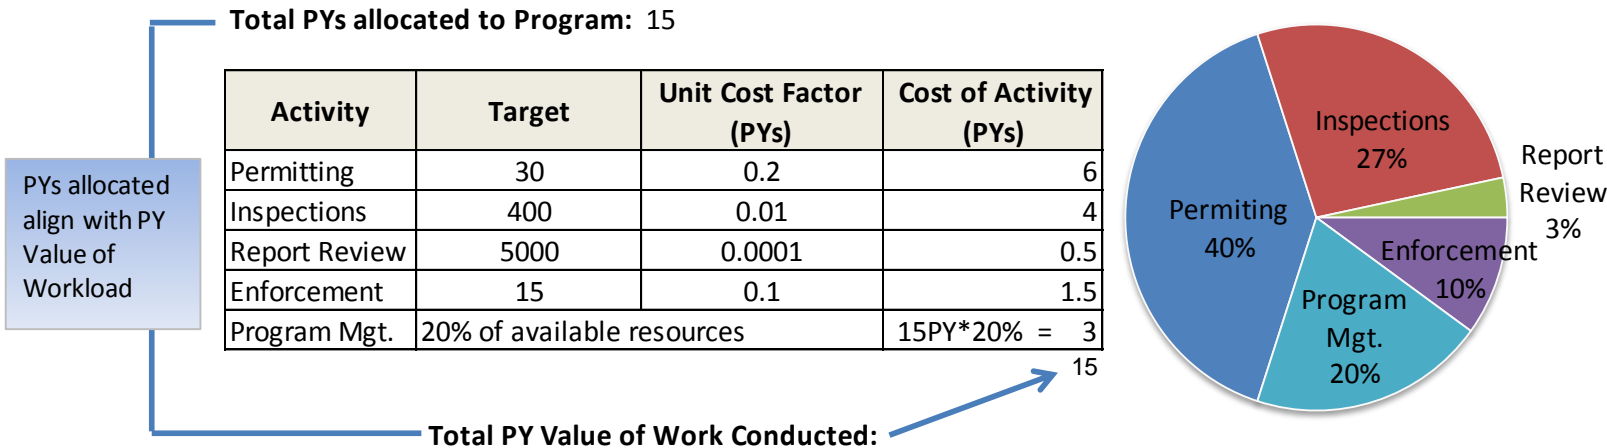 Total PYs allocated to Program: 15
PYs allocated
align with PY
Value of
Workload
Activity Target Unit Cost Factor (PYs) Cost of Activity (PYs)
Permitting 30 0.2 6
Inspections 400 0.01 4
Report Review 5000 0.0001 0.5
Enforcement 15 0.1 1.5
Program Mgt. 20% of available resources 15PY*20% = 3
15
Total PY Value of Work Conducted:
Inspections
27%
Report
Review
3%
Permiting
40%
Enforcement
10%
Program
Mgt.
20%